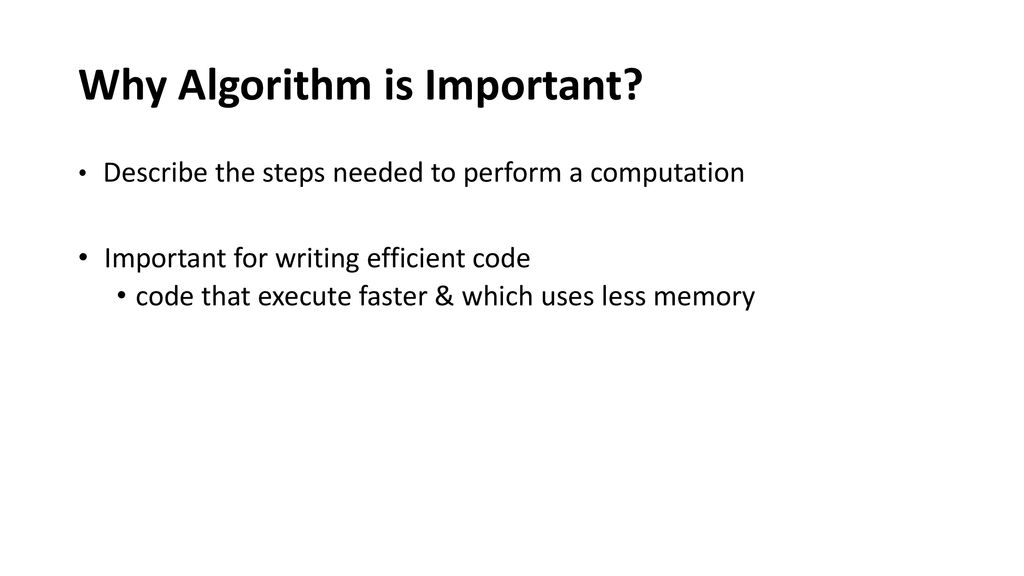 Why Algorithm is Important?
• Describe the steps needed to perform a computation
• Important for writing efficient code
• code that execute faster & which uses less memory